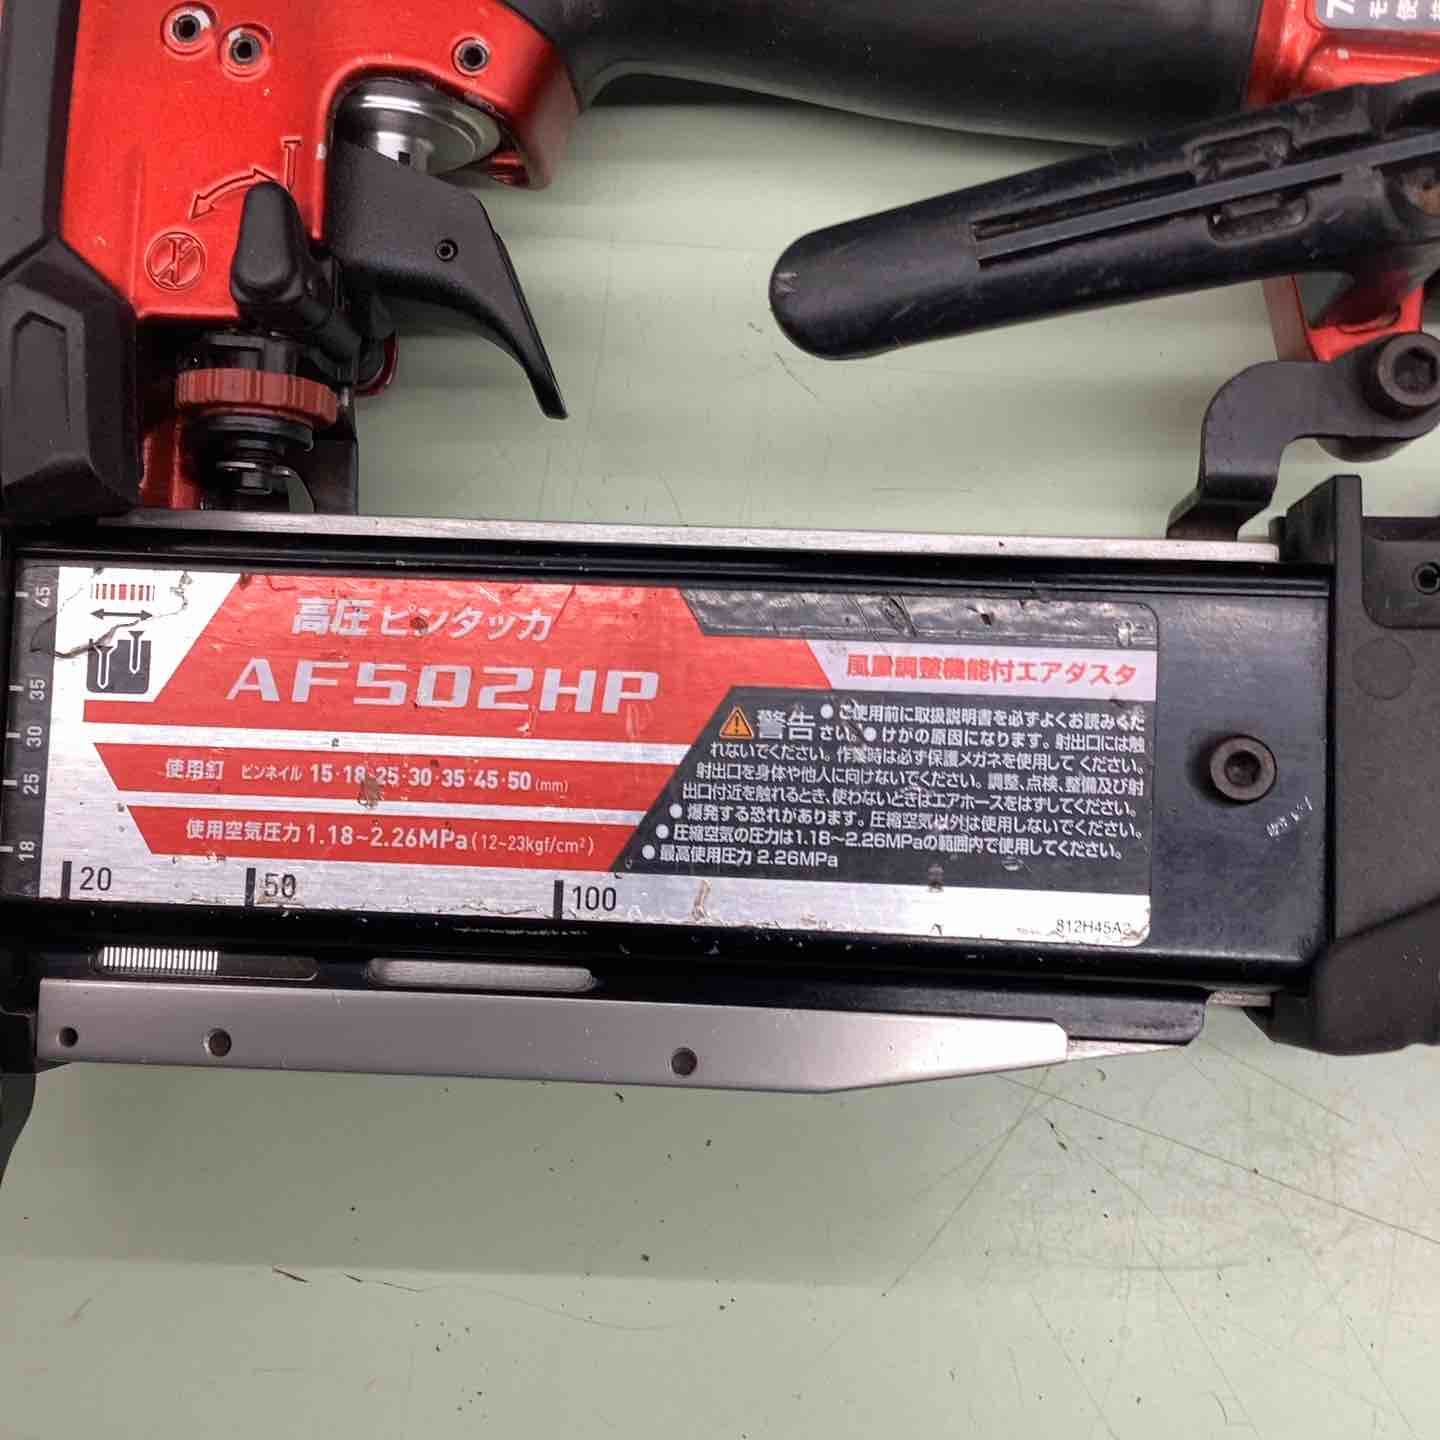 モ
使
高圧 ピンタッカ
AF502HP
風量調整機能付エアダスタ
使用釘 ピンネイル 15・18・25・30・35・45・50 (mm)
使用空気圧力 1.18~2.26MPa (12~23kgf/cm²)
警告 ●ご使用前に取扱説明書を必ずよくお読みくだ
さい。●けがの原因になります。射出口には触
れないでください。作業時は必ず保護メガネを使用してください。
射出口を身体や他人に向けないでください。調整、点検、整備及び射
出口付近を触れるとき、使わないときはエアホースをはずしてください。
●爆発する恐れがあります。圧縮空気以外は使用しないでください。
●圧縮空気の圧力は1.18~2.26MPaの範囲内で使用してください。
●最高使用圧力 2.26MPa
45
35
30
25
18
20
50
100
812H45A2